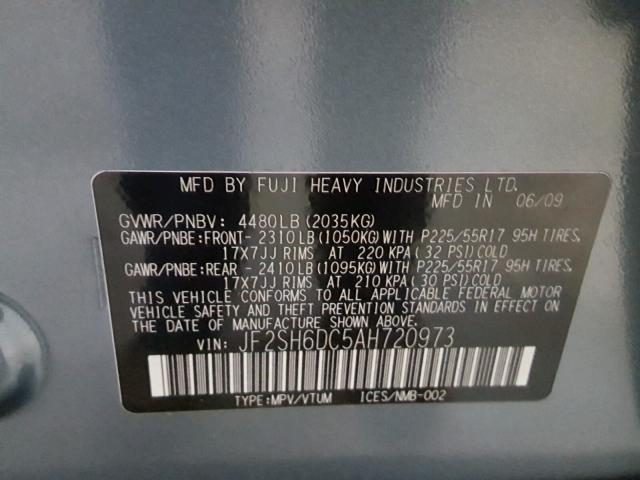 MFD BY FUJI HEAVY INDUSTRIES LTD.
MFD IN 06/09
GVWR/PNBV: 4480LB (2035KG)
GAWR/PNBE:FRONT- 2310LB (1050KG) WITH P225/55R17 95H TIRES,
17X7JJ RIMS AT 220 KPA (32 PSI) COLD
GAWR/PNBE:REAR - 2410LB (1095KG) WITH P225/55R17 95H TIRES,
17X7JJ RIMS AT 210 KPA (30 PSI) COLD
THIS VEHICLE CONFORMS TO ALL APPLICABLE FEDERAL MOTOR
VEHICLE SAFETY AND THEFT PREVENTION STANDARDS IN EFFECT ON
THE DATE OF MANUFACTURE SHOWN ABOVE.
VIN: JF2SH6DC5AH720973
TYPE:MPV/VTUM ICES/NMB-002